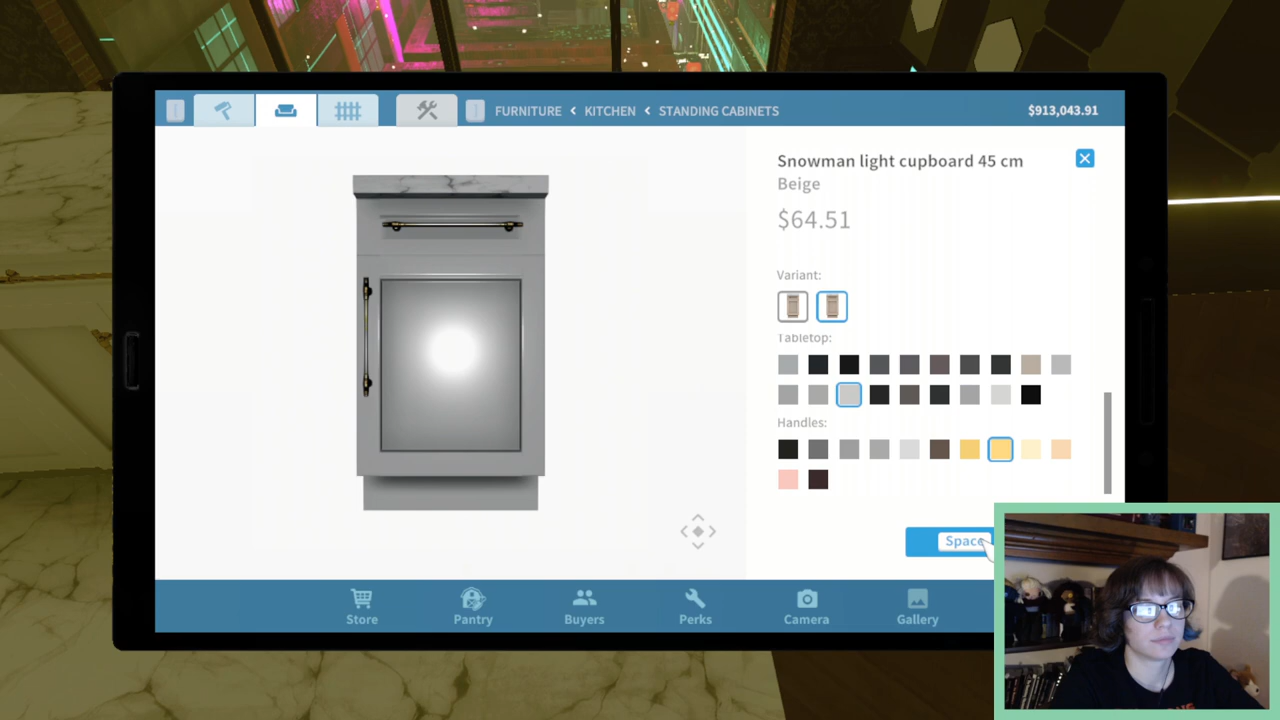 FURNITURE < KITCHEN < STANDING CABINETS
$913,043.91
Snowman light cupboard 45 cm
Beige
$64.51
Variant:
Tabletop:
Handles:
Space
Store
Pantry
Buyers
Perks
Camera
Gallery